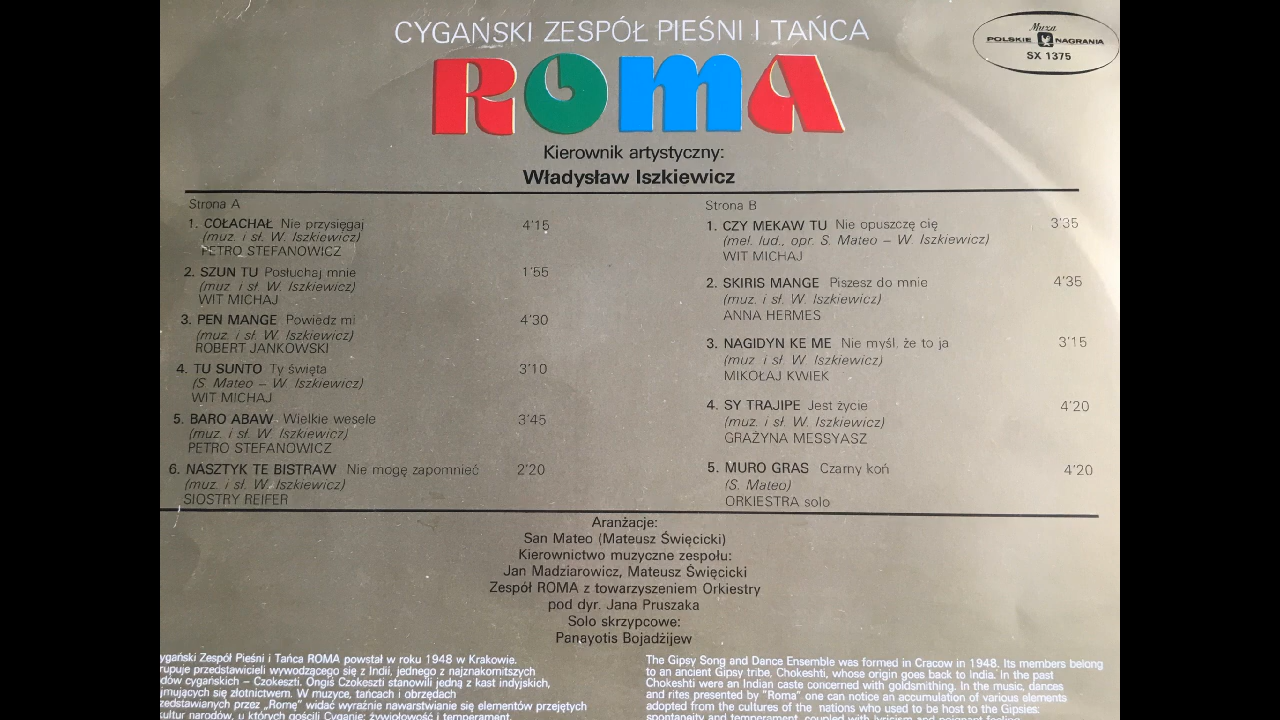 CYGAŃSKI ZESPÓŁ PIEŚNI I TAŃCA
Muza
POLSKIE NAGRANIA
SX 1375
ROMA
Kierownik artystyczny:
Władysław Iszkiewicz
Strona A
1. COŁACHAŁ Nie przysięgaj 4'15
(muz. i sł. W. Iszkiewicz)
PETRO STEFANOWICZ
2. SZUN TU Posłuchaj mnie 1'55
(muz. i sł. W. Iszkiewicz)
WIT MICHAJ
3. PEN MANGE Powiedz mi 4'30
(muz. i sł. W. Iszkiewicz)
ROBERT JANKOWSKI
4. TU SUNTO Ty święta 3'10
(S. Mateo – W. Iszkiewicz)
WIT MICHAJ
5. BARO ABAW Wielkie wesele 3'45
(muz. i sł. W. Iszkiewicz)
PETRO STEFANOWICZ
6. NASZTYK TE BISTRAW Nie mogę zapomnieć 2'20
(muz. i sł. W. Iszkiewicz)
SIOSTRY REIFER
Strona B
1. CZY MEKAW TU Nie opuszczę cię 3'35
(mel. lud., opr. S. Mateo – W. Iszkiewicz)
WIT MICHAJ
2. SKIRIS MANGE Piszesz do mnie 4'35
(muz. i sł. W. Iszkiewicz)
ANNA HERMES
3. NAGIDYN KE ME Nie myśl, że to ja 3'15
(muz. i sł. W. Iszkiewicz)
MIKOŁAJ KWIEK
4. SY TRAJIPE Jest życie 4'20
(muz. i sł. W. Iszkiewicz)
GRAŻYNA MESSYASZ
5. MURO GRAS Czarny koń 4'20
(S. Mateo)
ORKIESTRA solo
Aranżacje:
San Mateo (Mateusz Święcicki)
Kierownictwo muzyczne zespołu:
Jan Madziarowicz, Mateusz Święcicki
Zespół ROMA z towarzyszeniem Orkiestry
pod dyr. Jana Pruszaka
Solo skrzypcowe:
Panayotis Bojadżijew
ygański Zespół Pieśni i Tańca ROMA powstał w roku 1948 w Krakowie.
rupuje przedstawicieli wywodzącego się z Indii, jednego z najznakomitszych
dów cygańskich – Czokeszti. Ongiś Czokeszti stanowili jedną z kast indyjskich,
jmujących się złotnictwem. W muzyce, tańcach i obrzędach
zedstawianych przez „Romę" widać wyraźnie nawarstwianie się elementów przejętych
kultur narodów, u których gościli Cyganie; żywiołowość i temperament,
The Gipsy Song and Dance Ensemble was formed in Cracow in 1948. Its members belong
to an ancient Gipsy tribe, Chokeshti, whose origin goes back to India. In the past
Chokeshti were an Indian caste concerned with goldsmithing. In the music, dances
and rites presented by "Roma" one can notice an accumulation of various elements
adopted from the cultures of the nations who used to be host to the Gipsies:
spontaneity and temperament, coupled with lyricism and poignant feeling